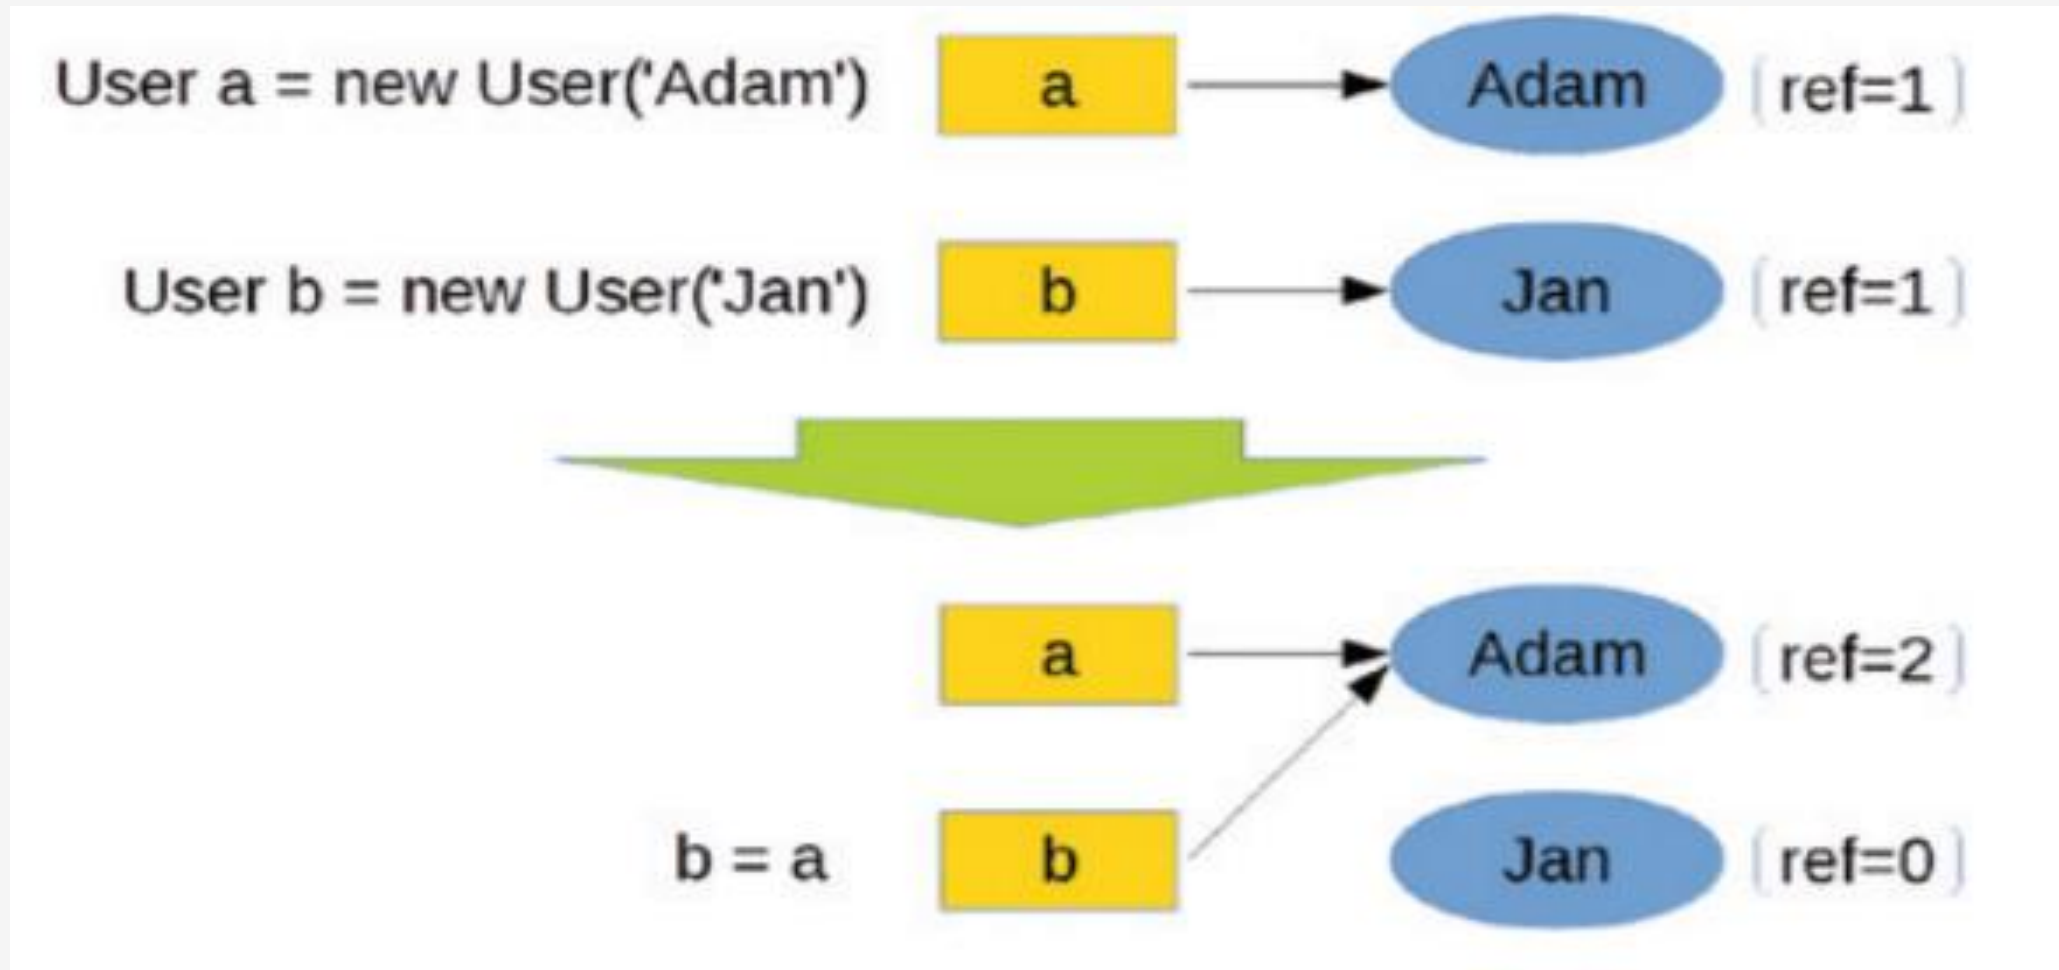 User a = new User('Adam') a Adam (ref=1)
User b = new User('Jan') b Jan (ref=1)
a Adam (ref=2)
b = a b Jan (ref=0)